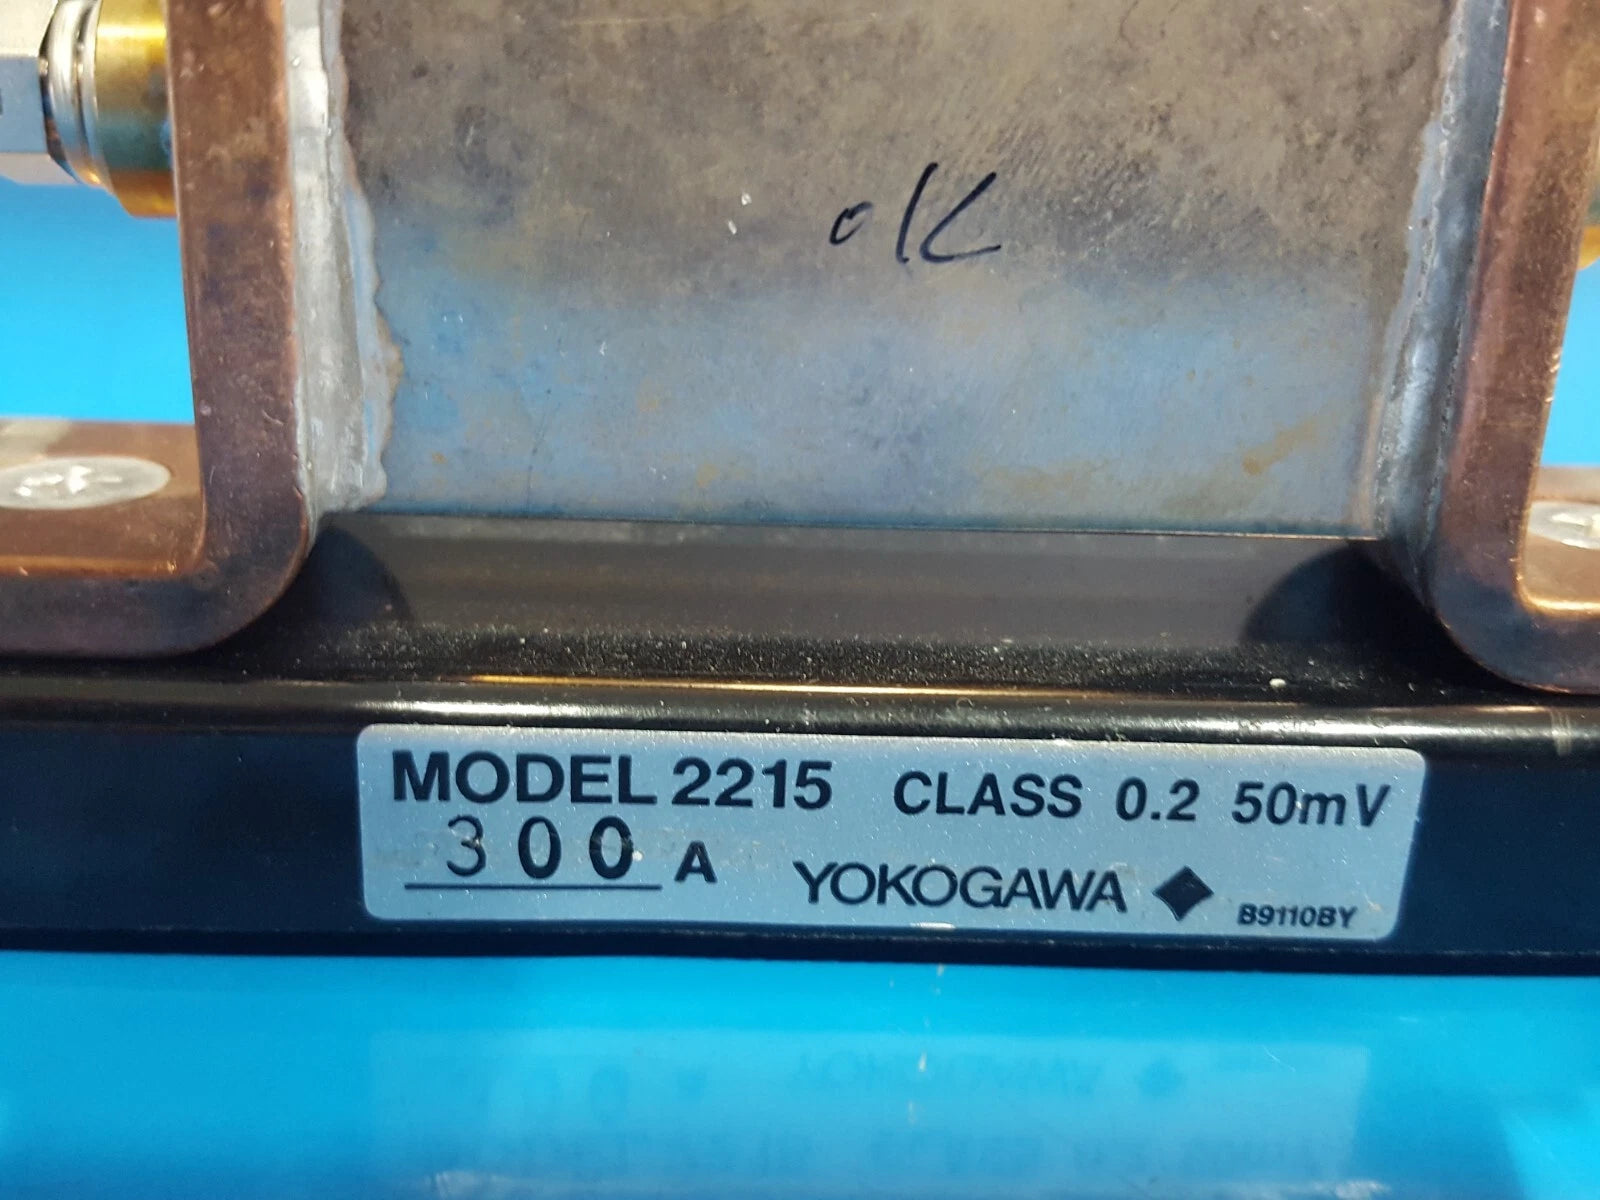 OK
MODEL 2215 CLASS 0.2 50mV
300 A YOKOGAWA B9110BY